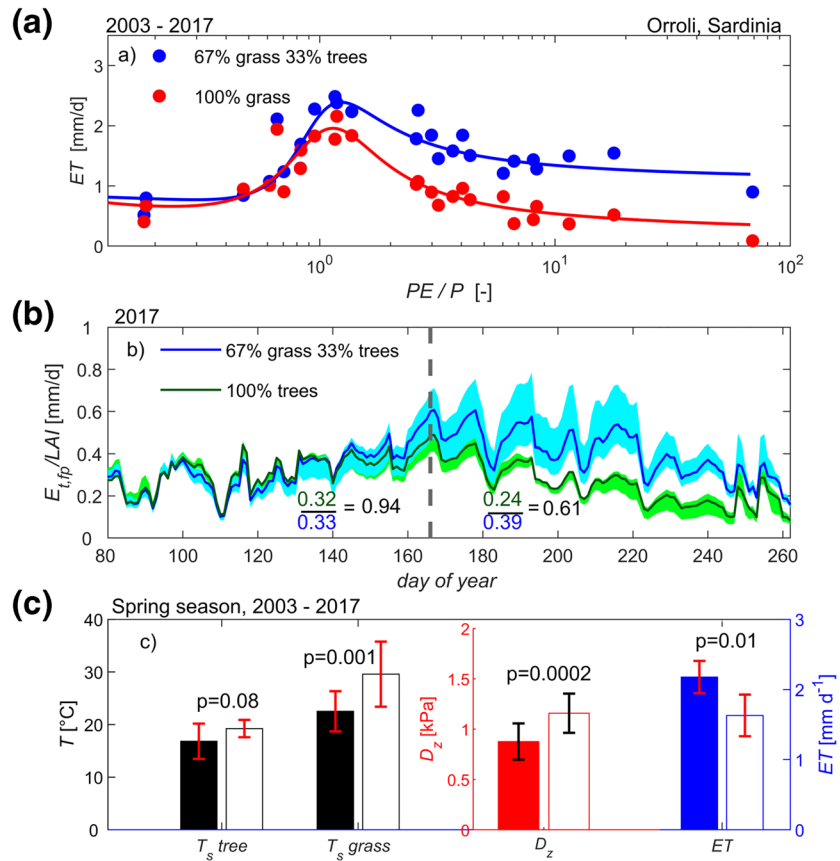 (a)
2003 - 2017 Orroli, Sardinia
a)
67% grass 33% trees
100% grass
ET [mm/d]
3
2
1
0
10⁰ 10¹ 10²
PE / P [-]
(b)
2017
b)
67% grass 33% trees
100% trees
E_{t,fp}/LAI [mm/d]
1
0.8
0.6
0.4
0.2
0
0.32
0.33
= 0.94
0.24
0.39
= 0.61
80 100 120 140 160 180 200 220 240 260
day of year
(c)
Spring season, 2003 - 2017
c)
T [°C]
40
30
20
10
0
p=0.08
p=0.001
D_z [kPa]
2
1.5
1
0.5
0
p=0.0002
p=0.01
ET [mm d⁻¹]
3
2
1
0
T_s tree T_s grass D_z ET